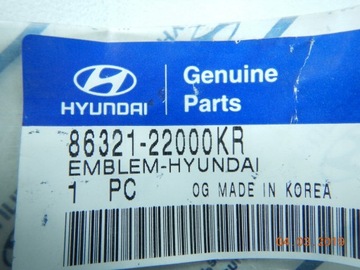 HYUNDAI
Genuine
Parts
86321-22000KR
EMBLEM-HYUNDAI
1 PC OG MADE IN KOREA